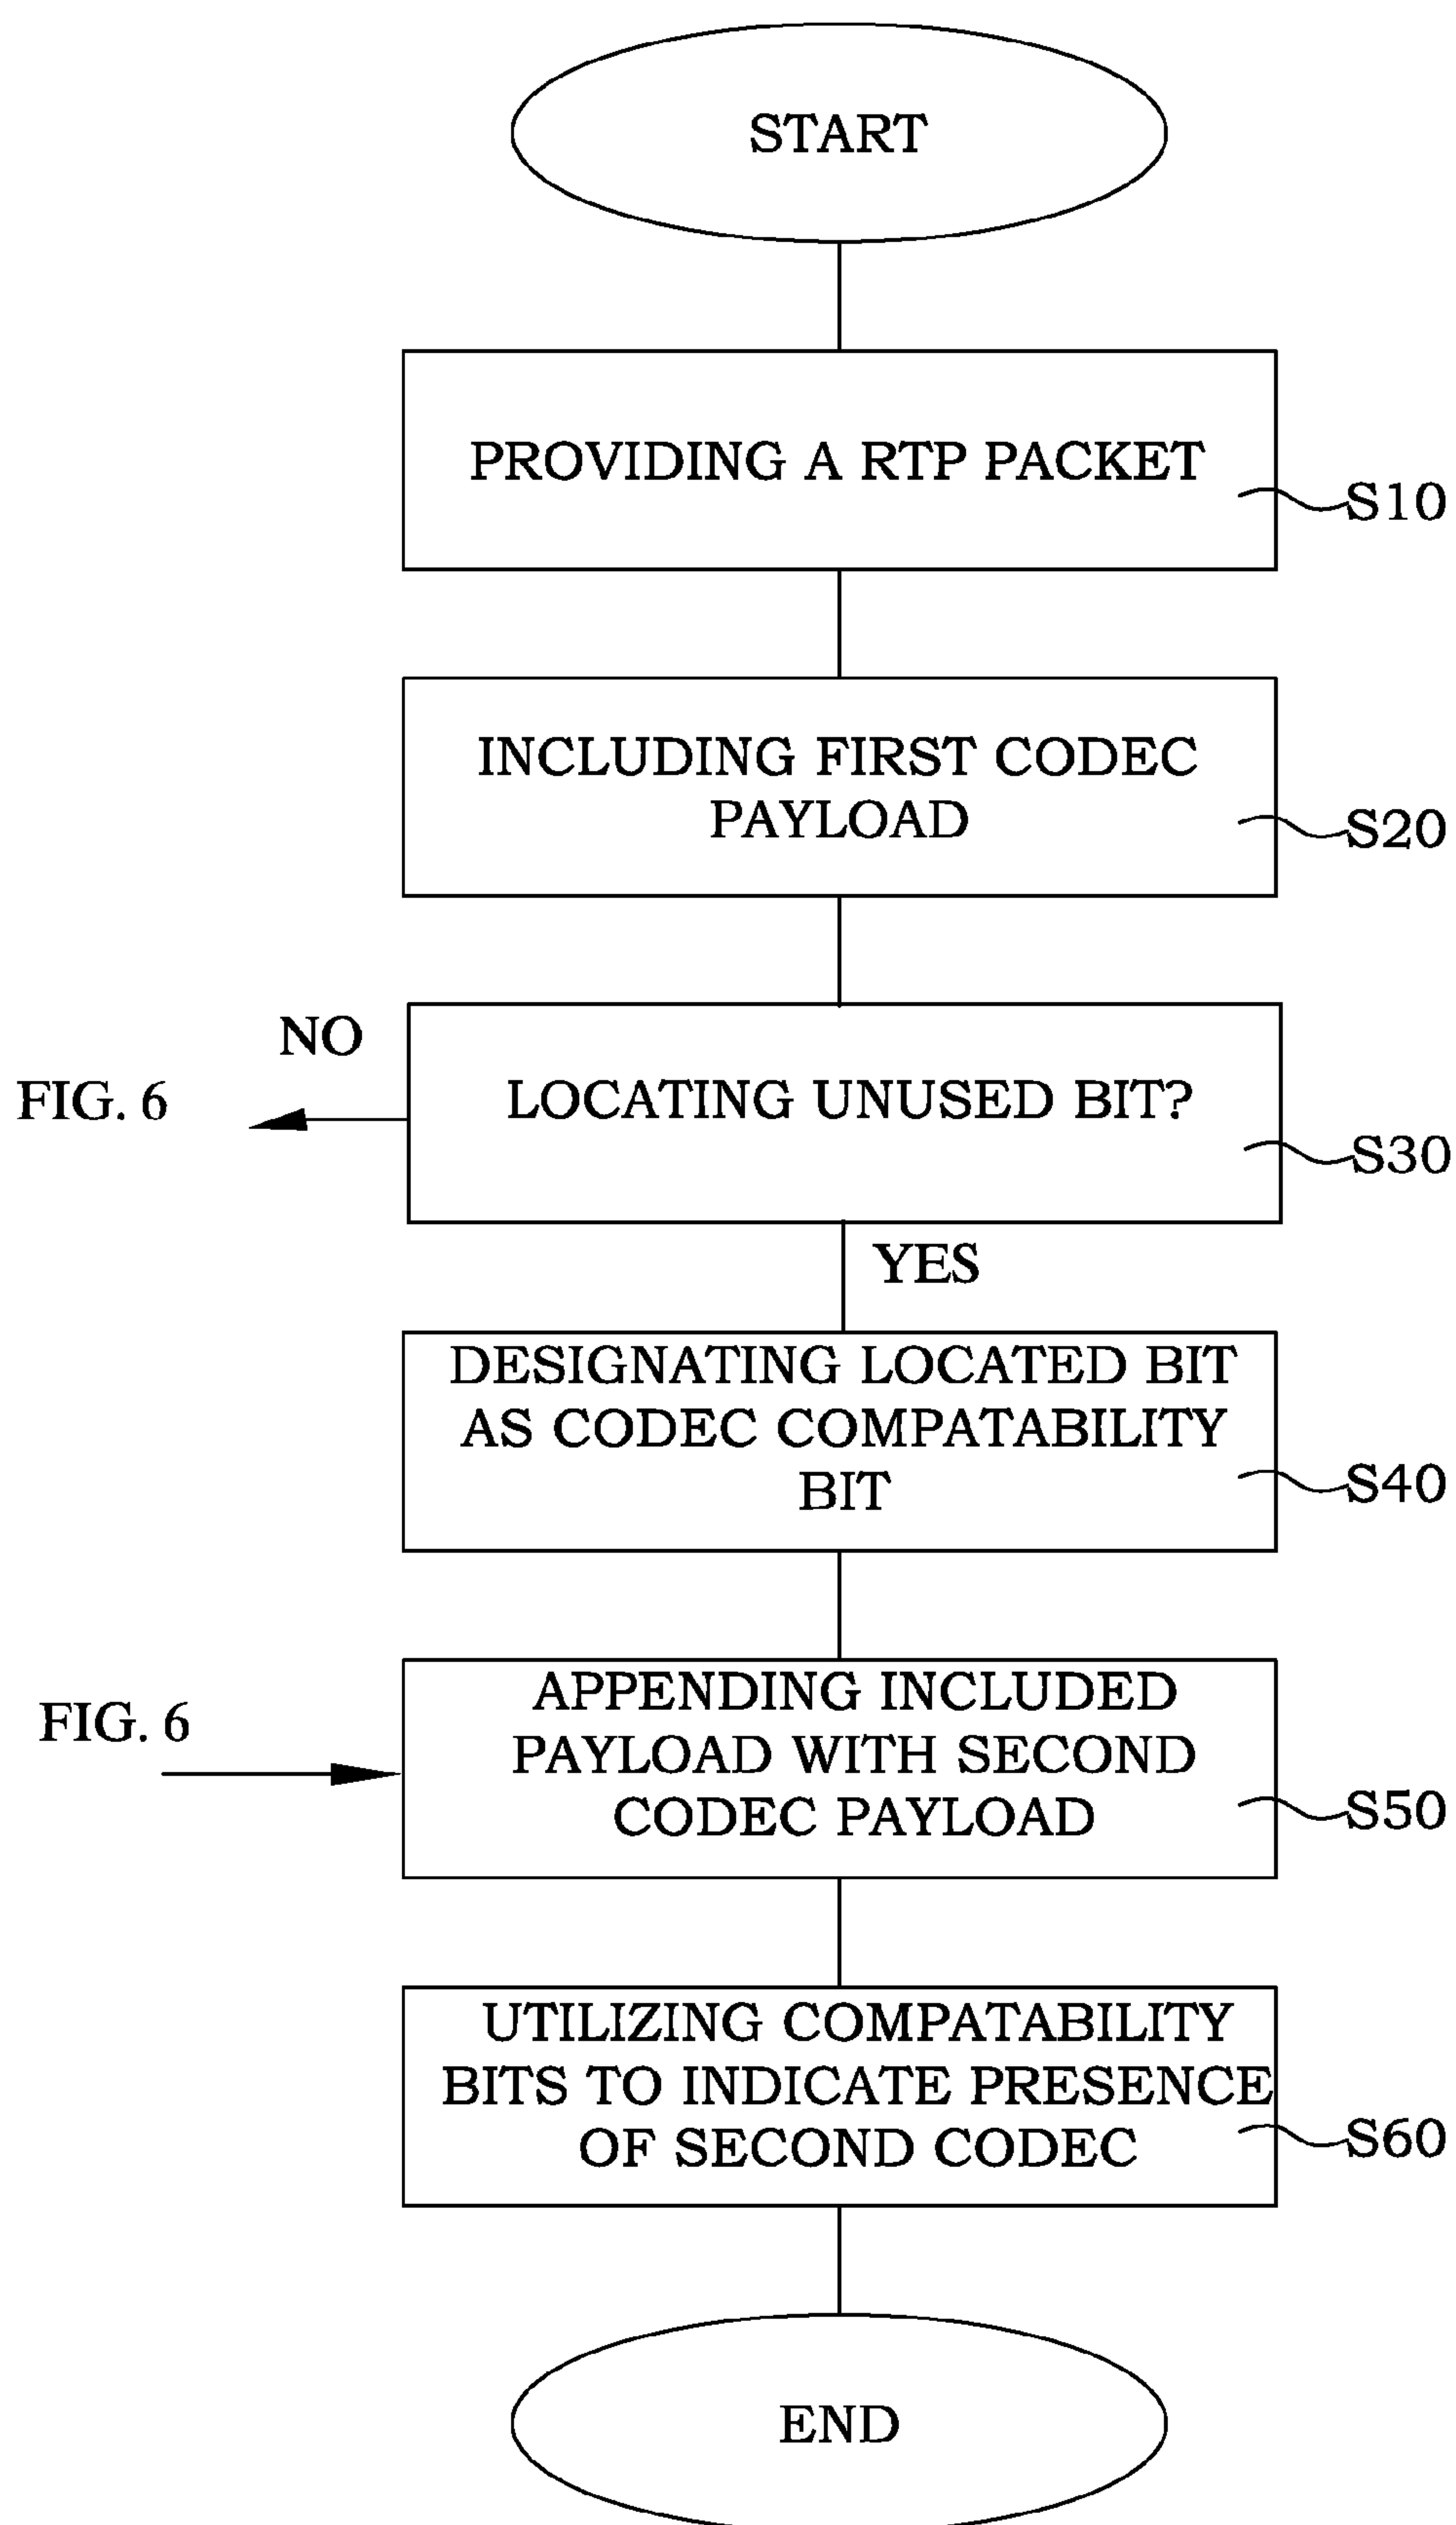 START
PROVIDING A RTP PACKET
S10
INCLUDING FIRST CODEC
PAYLOAD
S20
NO
FIG. 6
LOCATING UNUSED BIT?
S30
YES
DESIGNATING LOCATED BIT
AS CODEC COMPATABILITY
BIT
S40
FIG. 6
APPENDING INCLUDED
PAYLOAD WITH SECOND
CODEC PAYLOAD
S50
UTILIZING COMPATABILITY
BITS TO INDICATE PRESENCE
OF SECOND CODEC
S60
END